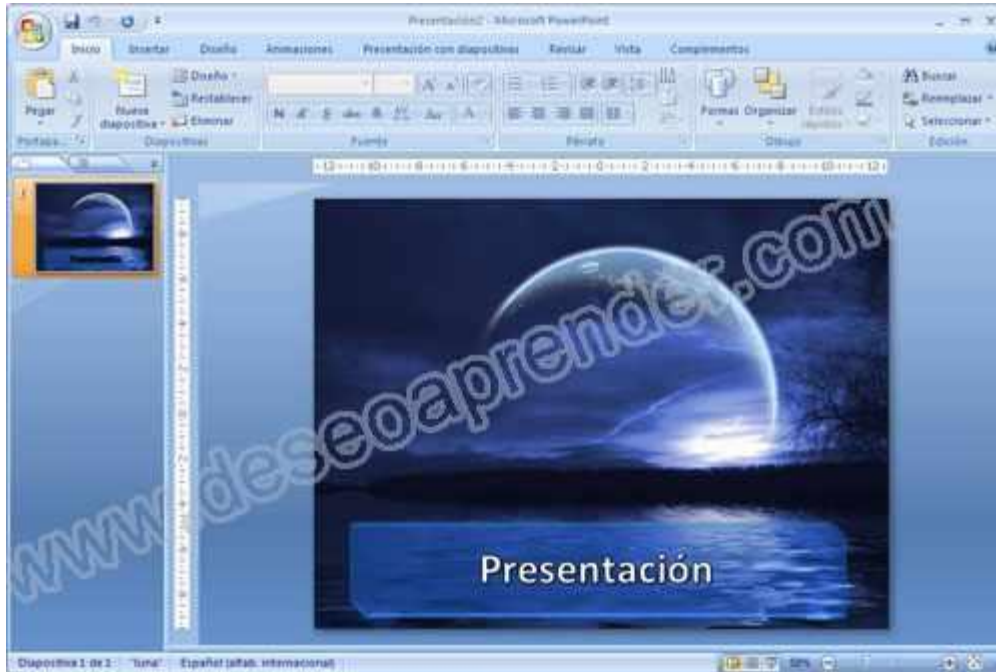 Presentación2 - Microsoft PowerPoint
Inicio Insertar Diseño Animaciones Presentación con diapositivas Revisar Vista Complementos
Pegar
Nueva diapositiva
Diseño
Restablecer
Eliminar
Formas Organizar Estilos rápidos
Buscar
Reemplazar
Seleccionar
Portapa... Diapositivas Fuente Párrafo Dibujo Edición
www.deseoaprender.com
Presentación
Diapositiva 1 de 1 "luna" Español (alfab. internacional)